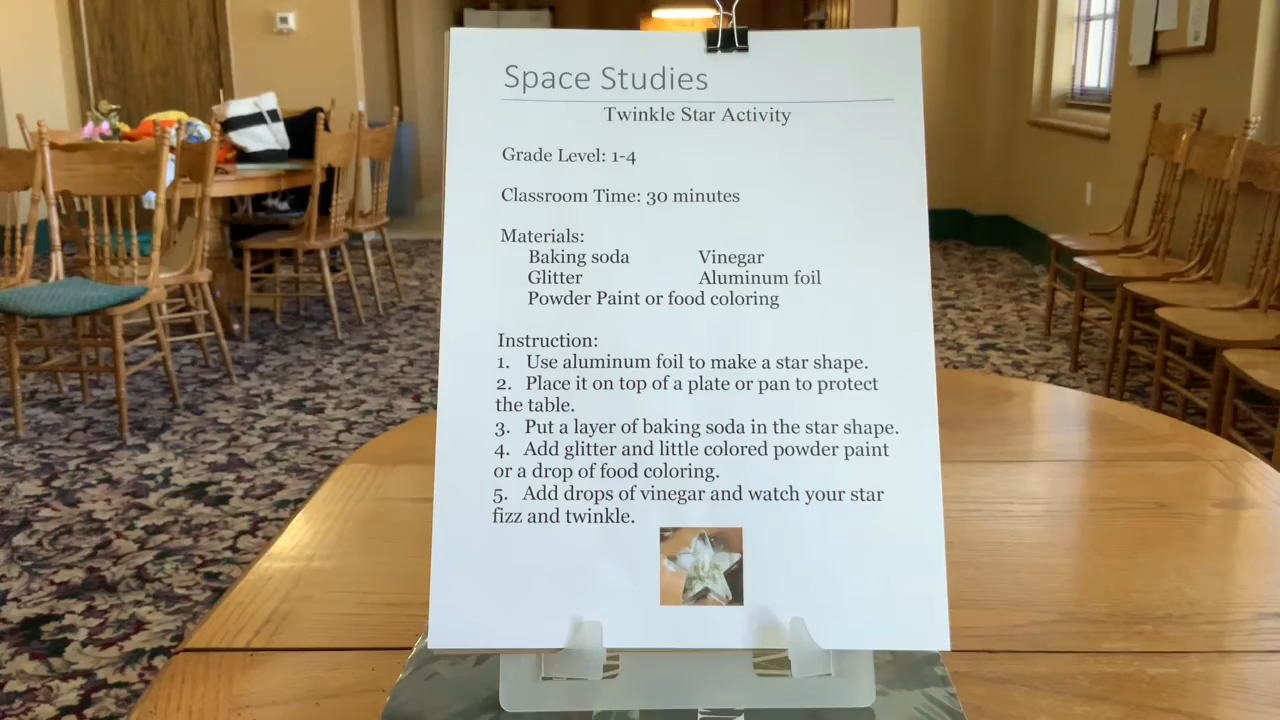 Space Studies
Twinkle Star Activity
Grade Level: 1-4
Classroom Time: 30 minutes
Materials:
Baking soda Vinegar
Glitter Aluminum foil
Powder Paint or food coloring
Instruction:
1. Use aluminum foil to make a star shape.
2. Place it on top of a plate or pan to protect
the table.
3. Put a layer of baking soda in the star shape.
4. Add glitter and little colored powder paint
or a drop of food coloring.
5. Add drops of vinegar and watch your star
fizz and twinkle.